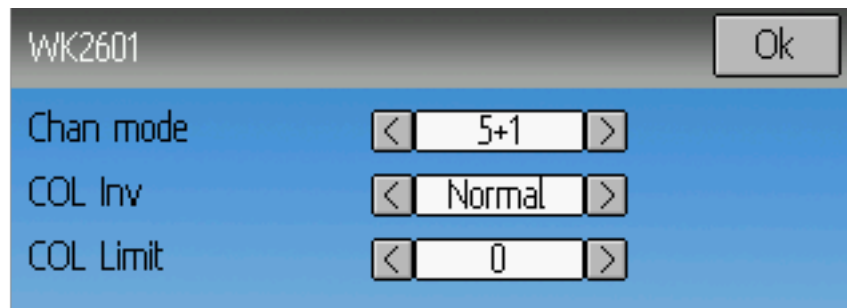 WK2601 Ok
Chan mode < 5+1 >
COL Inv < Normal >
COL Limit < 0 >